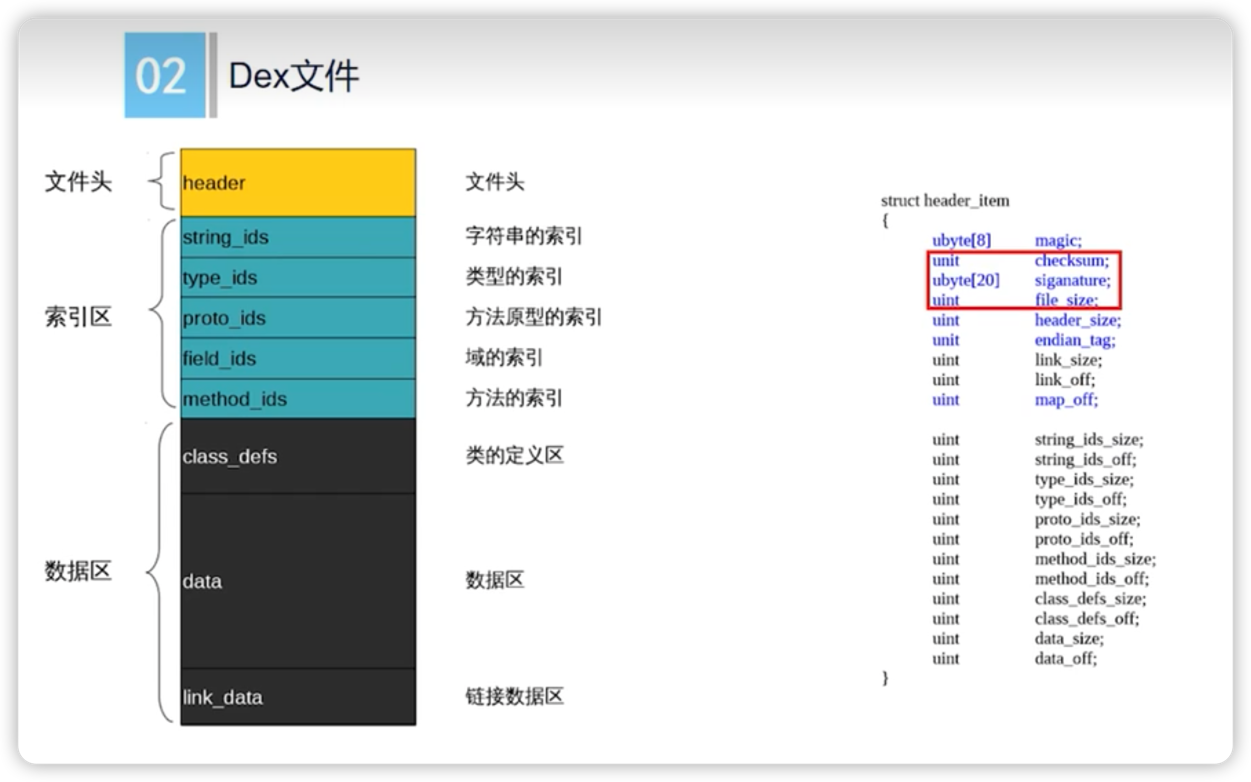 02 Dex文件
文件头
header
文件头
索引区
string_ids
字符串的索引
type_ids
类型的索引
proto_ids
方法原型的索引
field_ids
域的索引
method_ids
方法的索引
数据区
class_defs
类的定义区
data
数据区
link_data
链接数据区
struct header_item
{
ubyte[8] magic;
unit checksum;
ubyte[20] siganature;
uint file_size;
uint header_size;
unit endian_tag;
uint link_size;
uint link_off;
uint map_off;
uint string_ids_size;
uint string_ids_off;
uint type_ids_size;
uint type_ids_off;
uint proto_ids_size;
uint proto_ids_off;
uint method_ids_size;
uint method_ids_off;
uint class_defs_size;
uint class_defs_off;
uint data_size;
uint data_off;
}